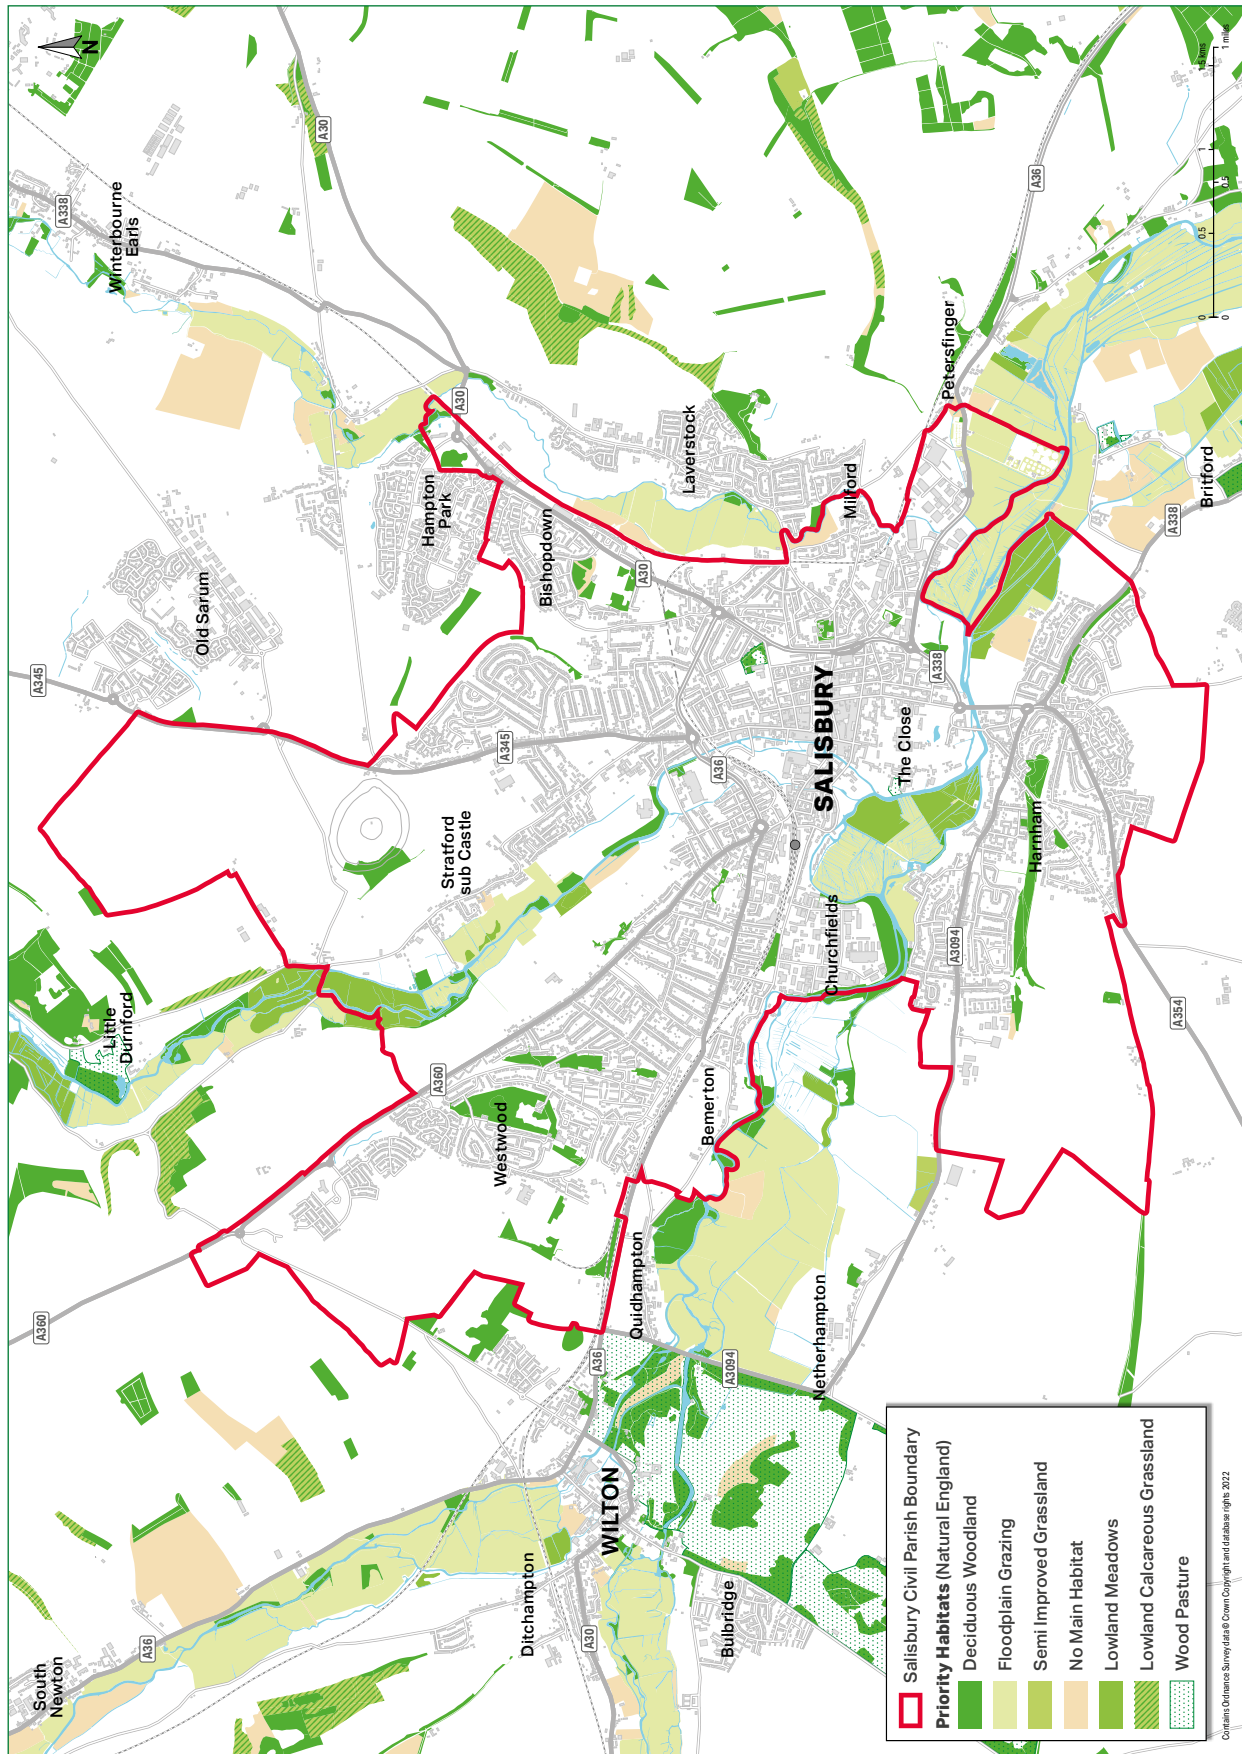 N
A338
Winterbourne
Earls
A30
A345
Old Sarum
Hampton
Park
A30
Bishopdown
A30
Laverstock
Milford
Petersfinger
A36
Britford
A338
A338
Little
Durnford
Stratford
sub Castle
A345
A36
SALISBURY
The Close
Harnham
Churchfields
A3094
A354
A360
A360
Westwood
Bemerton
Quidhampton
Netherhampton
A36
A3094
South
Newton
A36
Ditchampton
WILTON
A30
Bulbridge
Salisbury Civil Parish Boundary
Priority Habitats (Natural England)
Deciduous Woodland
Floodplain Grazing
Semi Improved Grassland
No Main Habitat
Lowland Meadows
Lowland Calcareous Grassland
Wood Pasture
0 0.5 1 1.5 kms
0 0.5 1 miles
Contains Ordnance Survey data © Crown Copyright and database rights 2022